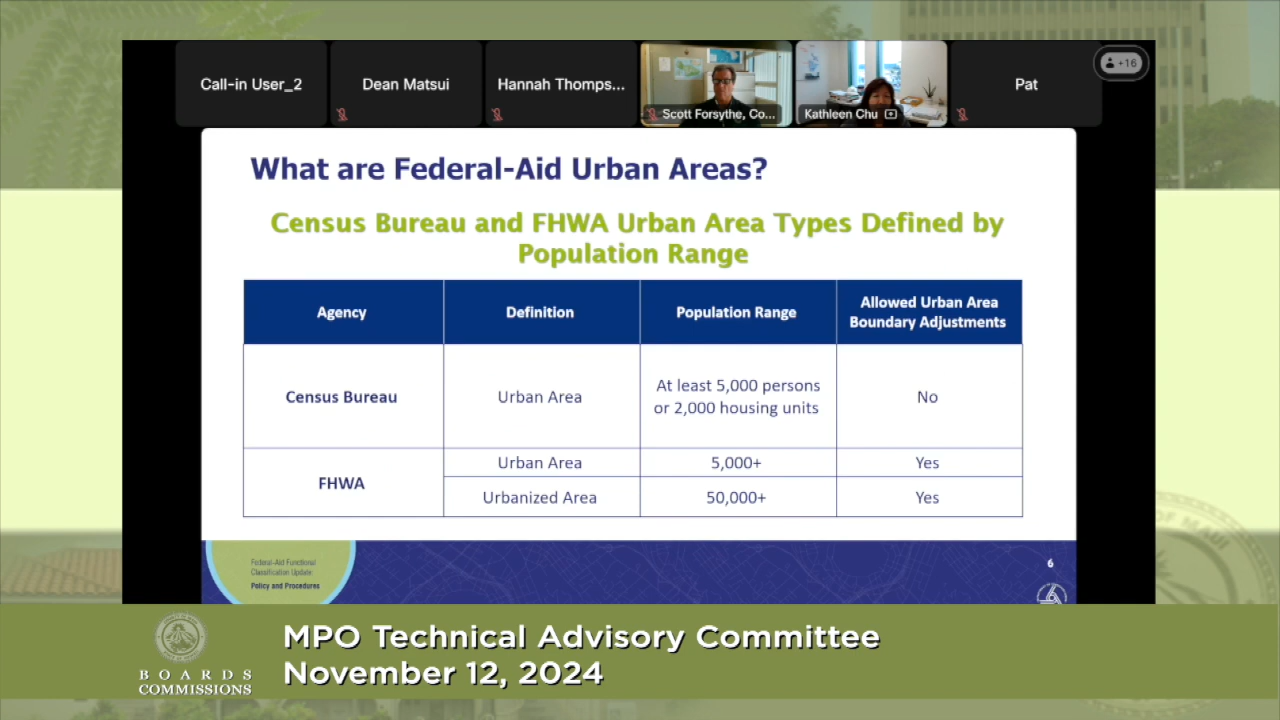 Call-in User_2
Dean Matsui
Hannah Thomps...
Scott Forsythe, Co...
Kathleen Chu
Pat
+16
What are Federal-Aid Urban Areas?
Census Bureau and FHWA Urban Area Types Defined by
Population Range
Agency
Definition
Population Range
Allowed Urban Area
Boundary Adjustments
Census Bureau
Urban Area
At least 5,000 persons
or 2,000 housing units
No
FHWA
Urban Area
5,000+
Yes
Urbanized Area
50,000+
Yes
Federal-Aid Functional
Classification Update:
Policy and Procedures
6
BOARDS
COMMISSIONS
MPO Technical Advisory Committee
November 12, 2024